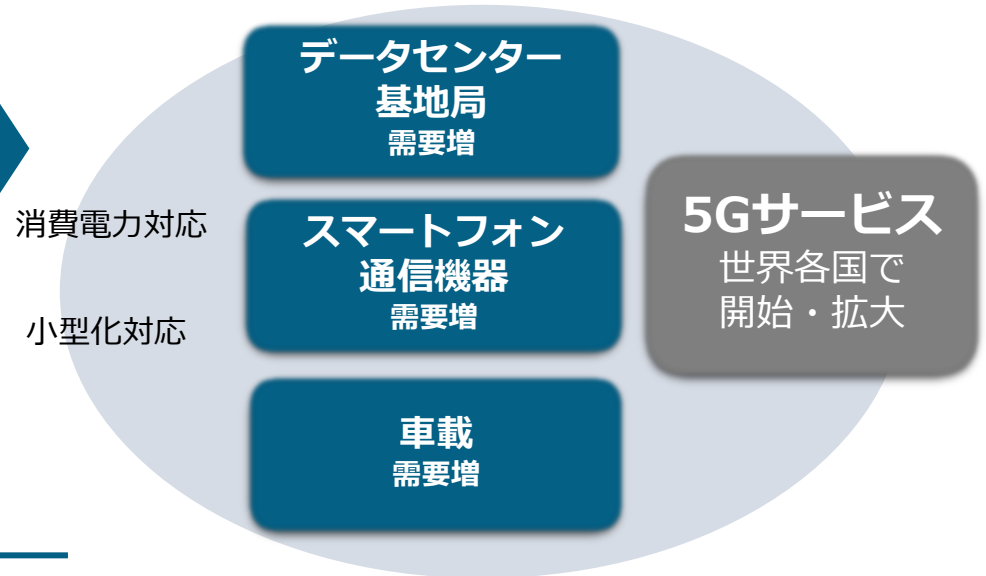 データセンター
基地局
需要増
消費電力対応
小型化対応
スマートフォン
通信機器
需要増
車載
需要増
5Gサービス
世界各国で
開始・拡大